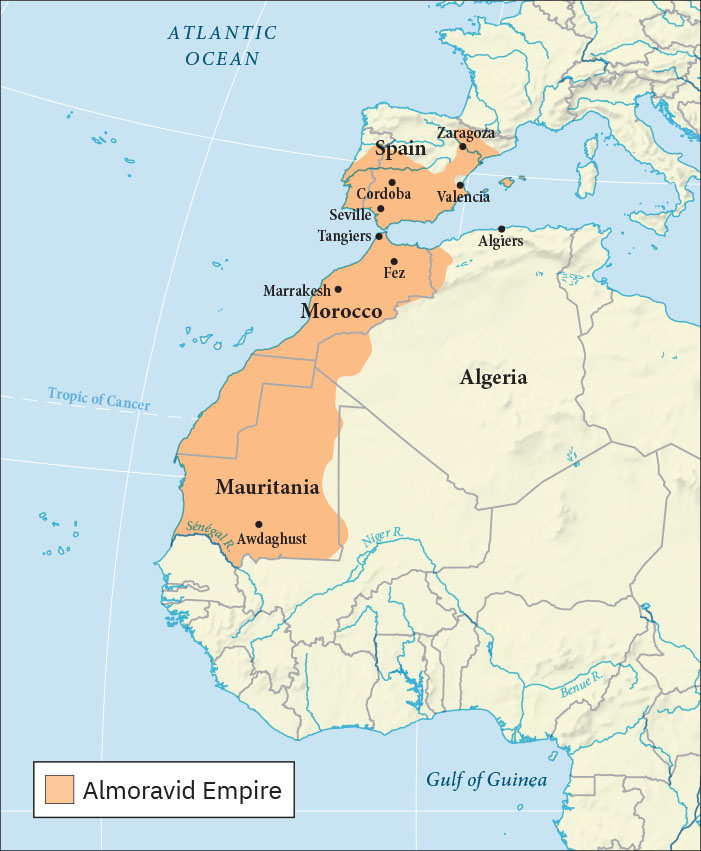 ATLANTIC
OCEAN
Zaragoza
Spain
Cordoba
Valencia
Seville
Tangiers
Algiers
Fez
Marrakesh
Morocco
Algeria
Tropic of Cancer
Mauritania
Sénégal R.
Awdaghust
Niger R.
Benue R.
Gulf of Guinea
Almoravid Empire